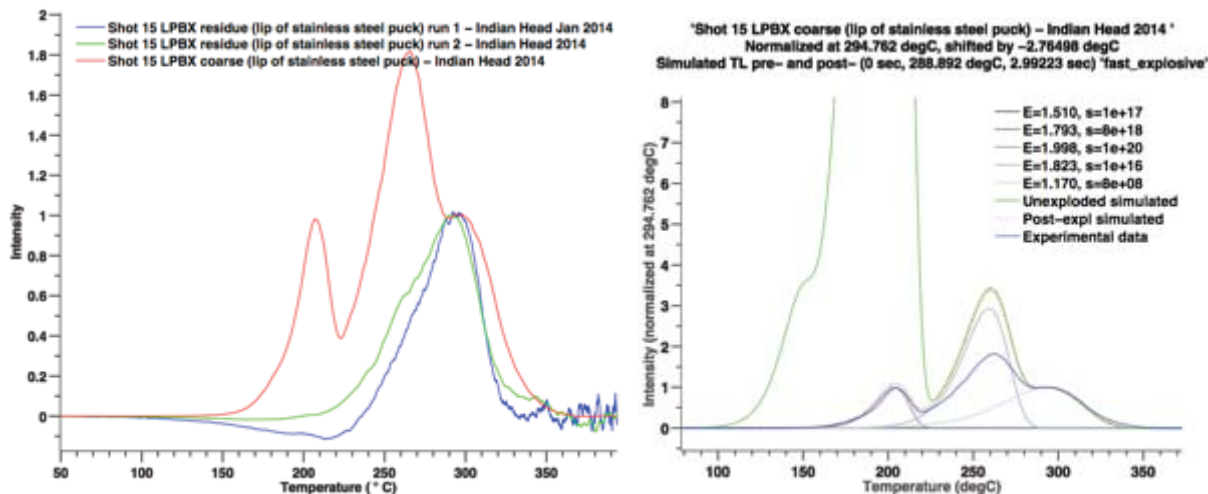 Shot 15 LPBX residue (lip of stainless steel puck) run 1 – Indian Head Jan 2014
Shot 15 LPBX residue (lip of stainless steel puck) run 2 – Indian Head 2014
Shot 15 LPBX coarse (lip of stainless steel puck) – Indian Head 2014
2
1.8
1.6
1.4
1.2
1
0.8
0.6
0.4
0.2
0
-0.2
Intensity
50
100
150
200
250
300
350
Temperature ( ° C)
"Shot 15 LPBX coarse (lip of stainless steel puck) – Indian Head 2014 "
Normalized at 294.762 degC, shifted by −2.76498 degC
Simulated TL pre− and post− (0 sec, 288.892 degC, 2.99223 sec) "fast_explosive"
E=1.510, s=1e+17
E=1.793, s=8e+18
E=1.998, s=1e+20
E=1.823, s=1e+16
E=1.170, s=8e+08
Unexploded simulated
Post−expl simulated
Experimental data
8
7
6
5
4
3
2
1
0
Intensity (normalized at 294.762 degC)
100
150
200
250
300
350
Temperature (degC)